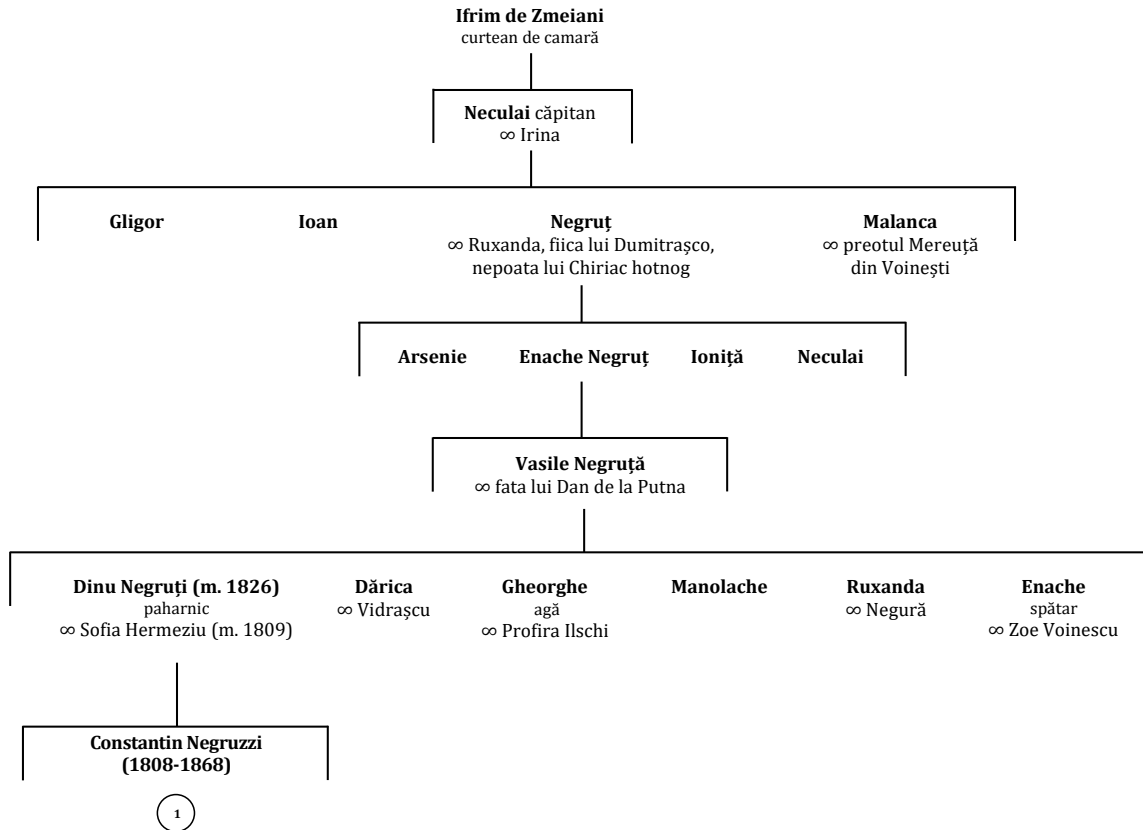 Ifrim de Zmeiani
curtean de camară
Neculai căpitan
∞ Irina
Gligor
Ioan
Negruț
∞ Ruxanda, fiica lui Dumitrașco,
nepoata lui Chiriac hotnog
Malanca
∞ preotul Mereuță
din Voinești
Arsenie
Enache Negruț
Ioniță
Neculai
Vasile Negruță
∞ fata lui Dan de la Putna
Dinu Negruți (m. 1826)
paharnic
∞ Sofia Hermeziu (m. 1809)
Dărica
∞ Vidrașcu
Gheorghe
agă
∞ Profira Ilschi
Manolache
Ruxanda
∞ Negură
Enache
spătar
∞ Zoe Voinescu
Constantin Negruzzi
(1808-1868)
1